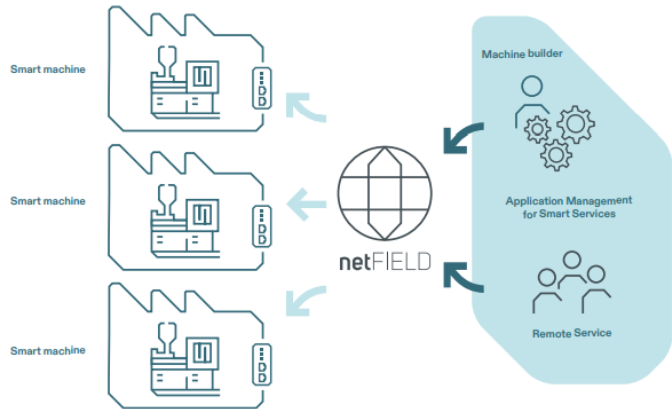 Machine builder
Smart machine
Smart machine
Application Management
for Smart Services
netFIELD
Remote Service
Smart machine